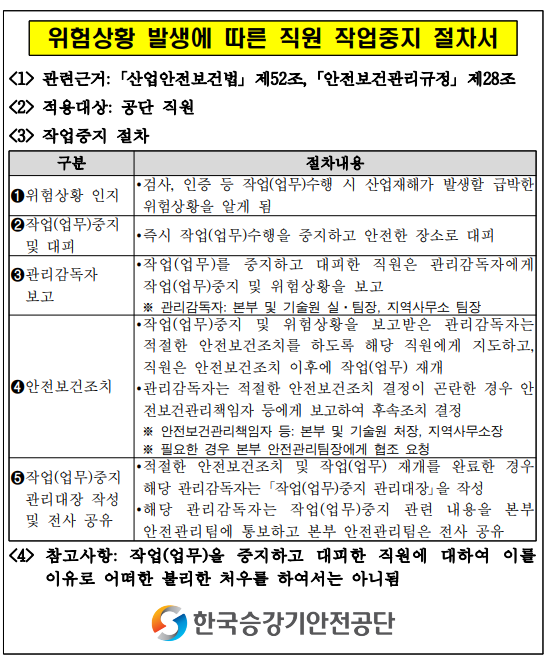 위험상황 발생에 따른 직원 작업중지 절차서
<1> 관련근거:「산업안전보건법」제52조,「안전보건관리규정」제28조
<2> 적용대상: 공단 직원
<3> 작업중지 절차
구분 절차내용
❶위험상황 인지
•검사, 인증 등 작업(업무)수행 시 산업재해가 발생할 급박한
위험상황을 알게 됨
❷작업(업무)중지
및 대피
•즉시 작업(업무)수행을 중지하고 안전한 장소로 대피
❸관리감독자
보고
•작업(업무)를 중지하고 대피한 직원은 관리감독자에게
작업(업무)중지 및 위험상황을 보고
※ 관리감독자: 본부 및 기술원 실・팀장, 지역사무소 팀장
❹안전보건조치
•작업(업무)중지 및 위험상황을 보고받은 관리감독자는
적절한 안전보건조치를 하도록 해당 직원에게 지도하고,
직원은 안전보건조치 이후에 작업(업무) 재개
•관리감독자는 적절한 안전보건조치 결정이 곤란한 경우 안
전보건관리책임자 등에게 보고하여 후속조치 결정
※ 안전보건관리책임자 등: 본부 및 기술원 처장, 지역사무소장
※ 필요한 경우 본부 안전관리팀장에게 협조 요청
❺작업(업무)중지
관리대장 작성
및 전사 공유
•적절한 안전보건조치 및 작업(업무) 재개를 완료한 경우
해당 관리감독자는 「작업(업무)중지 관리대장」을 작성
•해당 관리감독자는 작업(업무)중지 관련 내용을 본부
안전관리팀에 통보하고 본부 안전관리팀은 전사 공유
<4> 참고사항: 작업(업무)을 중지하고 대피한 직원에 대하여 이를
이유로 어떠한 불리한 처우를 하여서는 아니됨
한국승강기안전공단